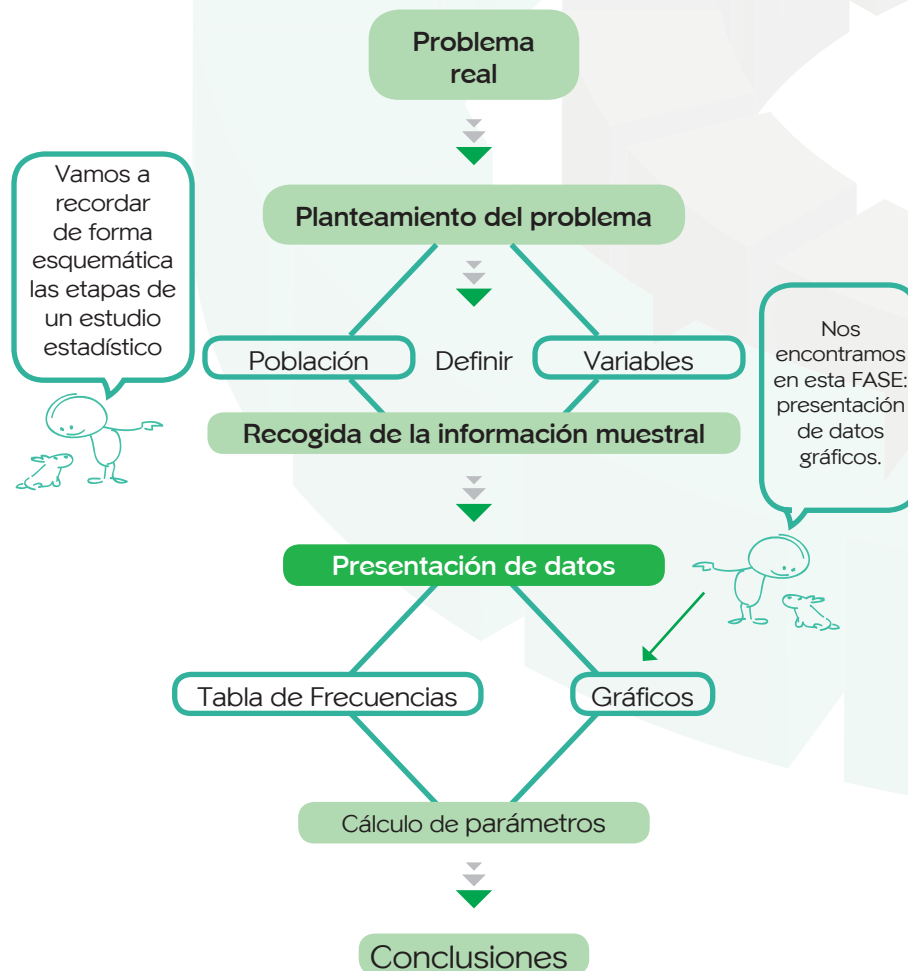 Problema
real
Vamos a
recordar
de forma
esquemática
las etapas de
un estudio
estadístico
Planteamiento del problema
Población
Definir
Variables
Nos
encontramos
en esta FASE:
presentación
de datos
gráficos.
Recogida de la información muestral
Presentación de datos
Tabla de Frecuencias
Gráficos
Cálculo de parámetros
Conclusiones